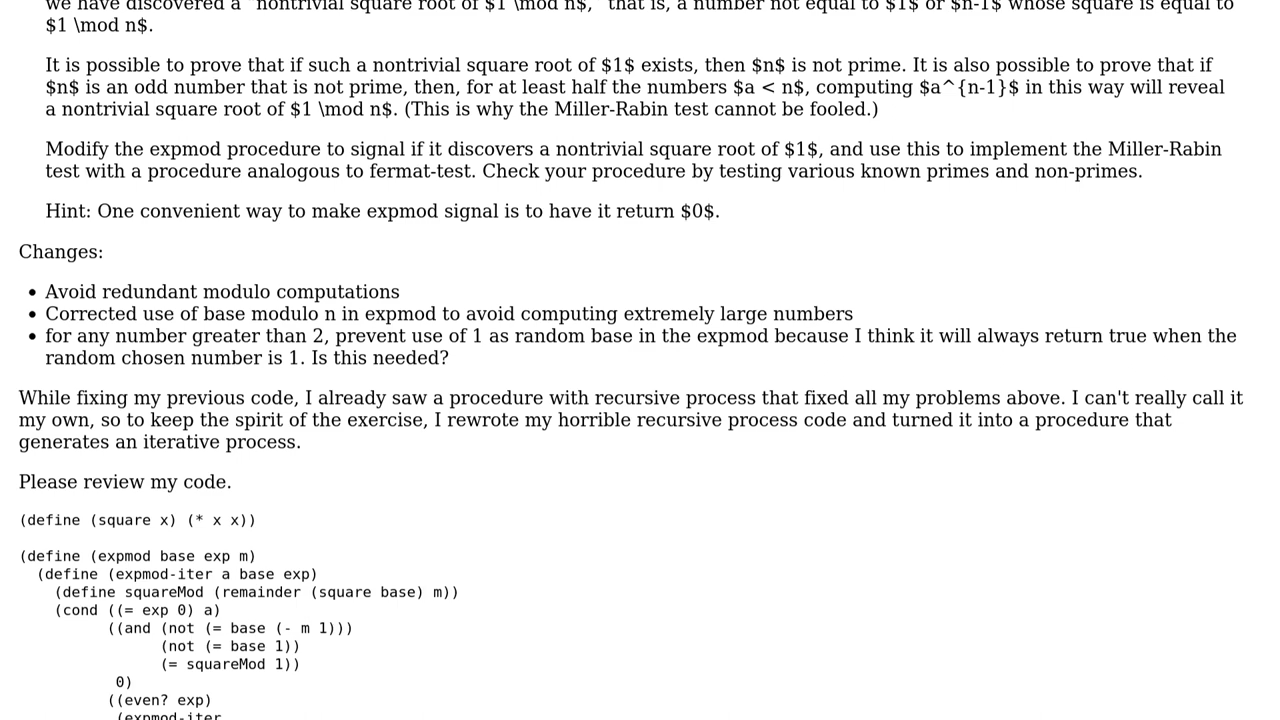 we have discovered a "nontrivial square root of $1 \mod n$," that is, a number not equal to $1$ or $n-1$ whose square is equal to
$1 \mod n$.
It is possible to prove that if such a nontrivial square root of $1$ exists, then $n$ is not prime. It is also possible to prove that if
$n$ is an odd number that is not prime, then, for at least half the numbers $a < n$, computing $a^{n-1}$ in this way will reveal
a nontrivial square root of $1 \mod n$. (This is why the Miller-Rabin test cannot be fooled.)
Modify the expmod procedure to signal if it discovers a nontrivial square root of $1$, and use this to implement the Miller-Rabin
test with a procedure analogous to fermat-test. Check your procedure by testing various known primes and non-primes.
Hint: One convenient way to make expmod signal is to have it return $0$.
Changes:
• Avoid redundant modulo computations
• Corrected use of base modulo n in expmod to avoid computing extremely large numbers
• for any number greater than 2, prevent use of 1 as random base in the expmod because I think it will always return true when the
random chosen number is 1. Is this needed?
While fixing my previous code, I already saw a procedure with recursive process that fixed all my problems above. I can't really call it
my own, so to keep the spirit of the exercise, I rewrote my horrible recursive process code and turned it into a procedure that
generates an iterative process.
Please review my code.
(define (square x) (* x x))
(define (expmod base exp m)
  (define (expmod-iter a base exp)
    (define squareMod (remainder (square base) m))
    (cond ((= exp 0) a)
          ((and (not (= base (- m 1)))
                (not (= base 1))
                (= squareMod 1))
           0)
          ((even? exp)
           (expmod-iter